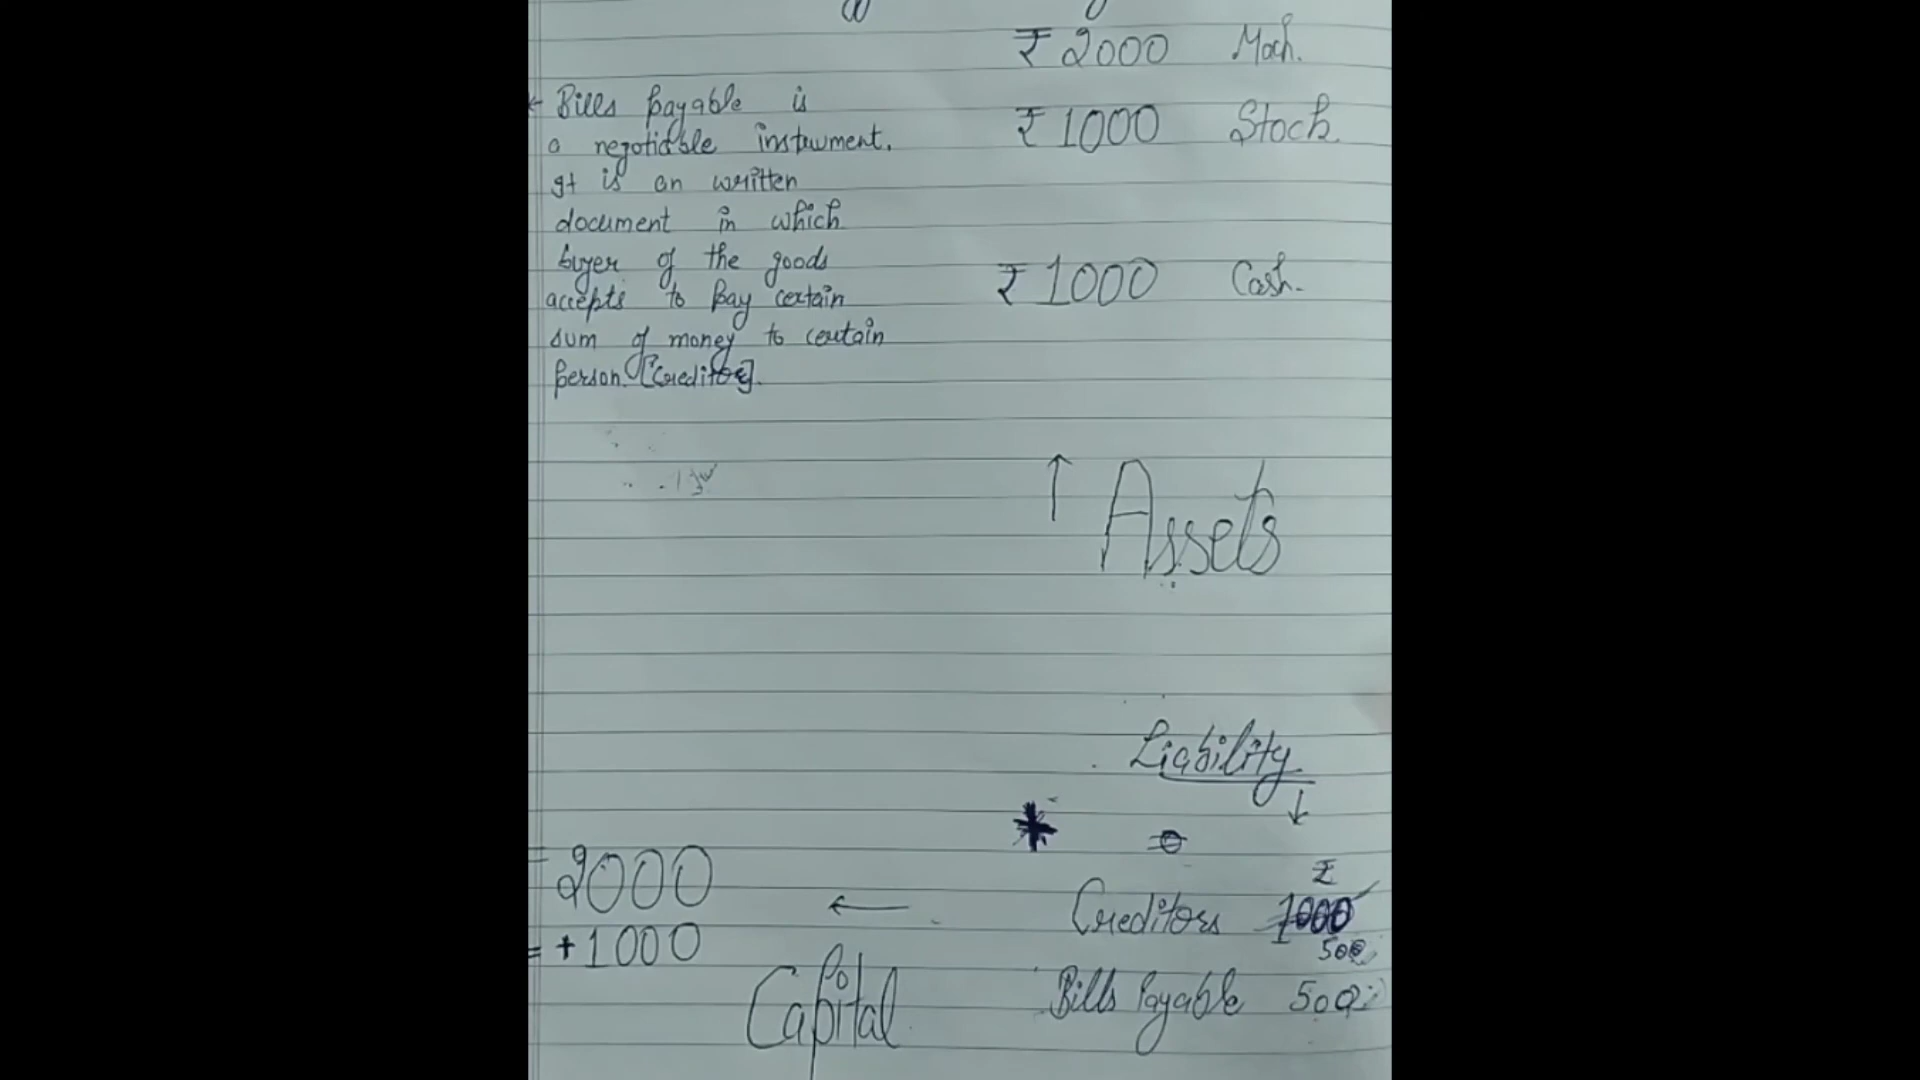 ₹ 2000 Mach.
← Bills payable is
a negotiable instrument.
₹ 1000 Stock
It is an written
document in which
buyer of the goods
₹ 1000 Cash.
accepts to pay certain
sum of money to certain
person. [Creditors].
↑ Assets
Liability
↓
2000
←
₹
Creditors 1000
500
= + 1000
Capital
Bills Payable 500